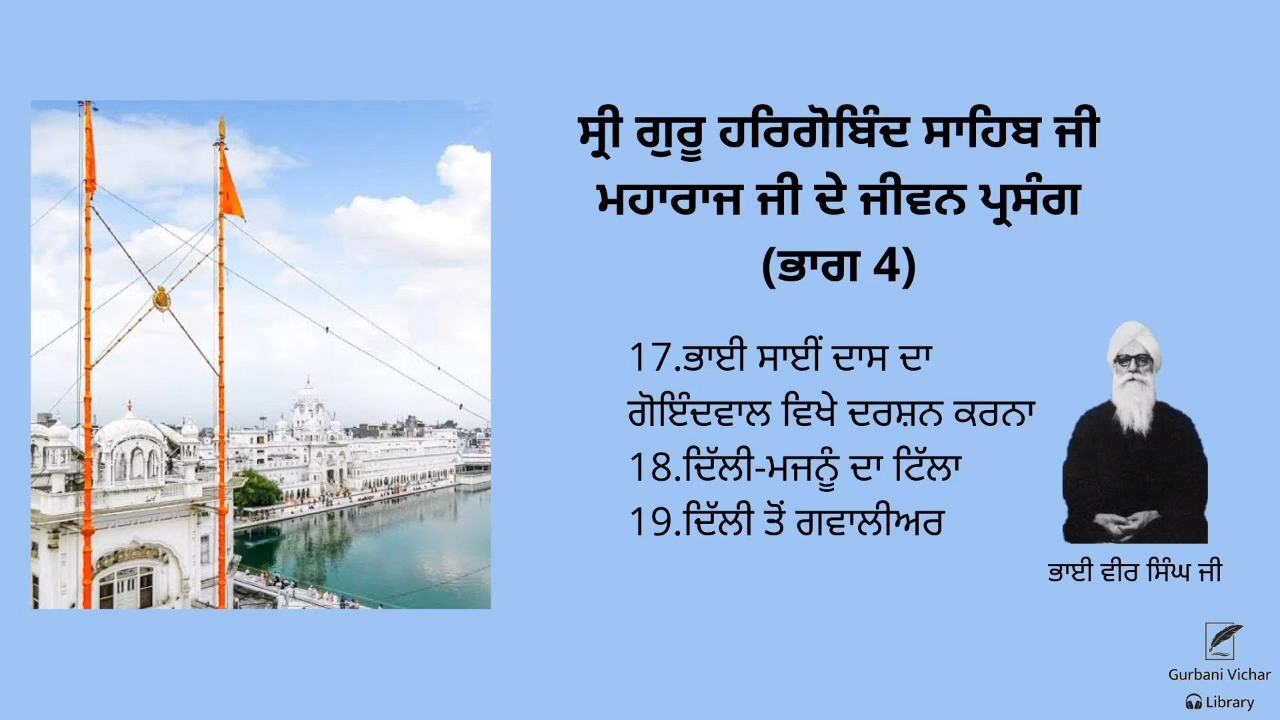 ਸ੍ਰੀ ਗੁਰੂ ਹਰਿਗੋਬਿੰਦ ਸਾਹਿਬ ਜੀ
ਮਹਾਰਾਜ ਜੀ ਦੇ ਜੀਵਨ ਪ੍ਰਸੰਗ
(ਭਾਗ 4)
17.ਭਾਈ ਸਾਈਂ ਦਾਸ ਦਾ
ਗੋਇੰਦਵਾਲ ਵਿਖੇ ਦਰਸ਼ਨ ਕਰਨਾ
18.ਦਿੱਲੀ-ਮਜਨੂੰ ਦਾ ਟਿੱਲਾ
19.ਦਿੱਲੀ ਤੋਂ ਗਵਾਲੀਅਰ
ਭਾਈ ਵੀਰ ਸਿੰਘ ਜੀ
Gurbani Vichar
Library